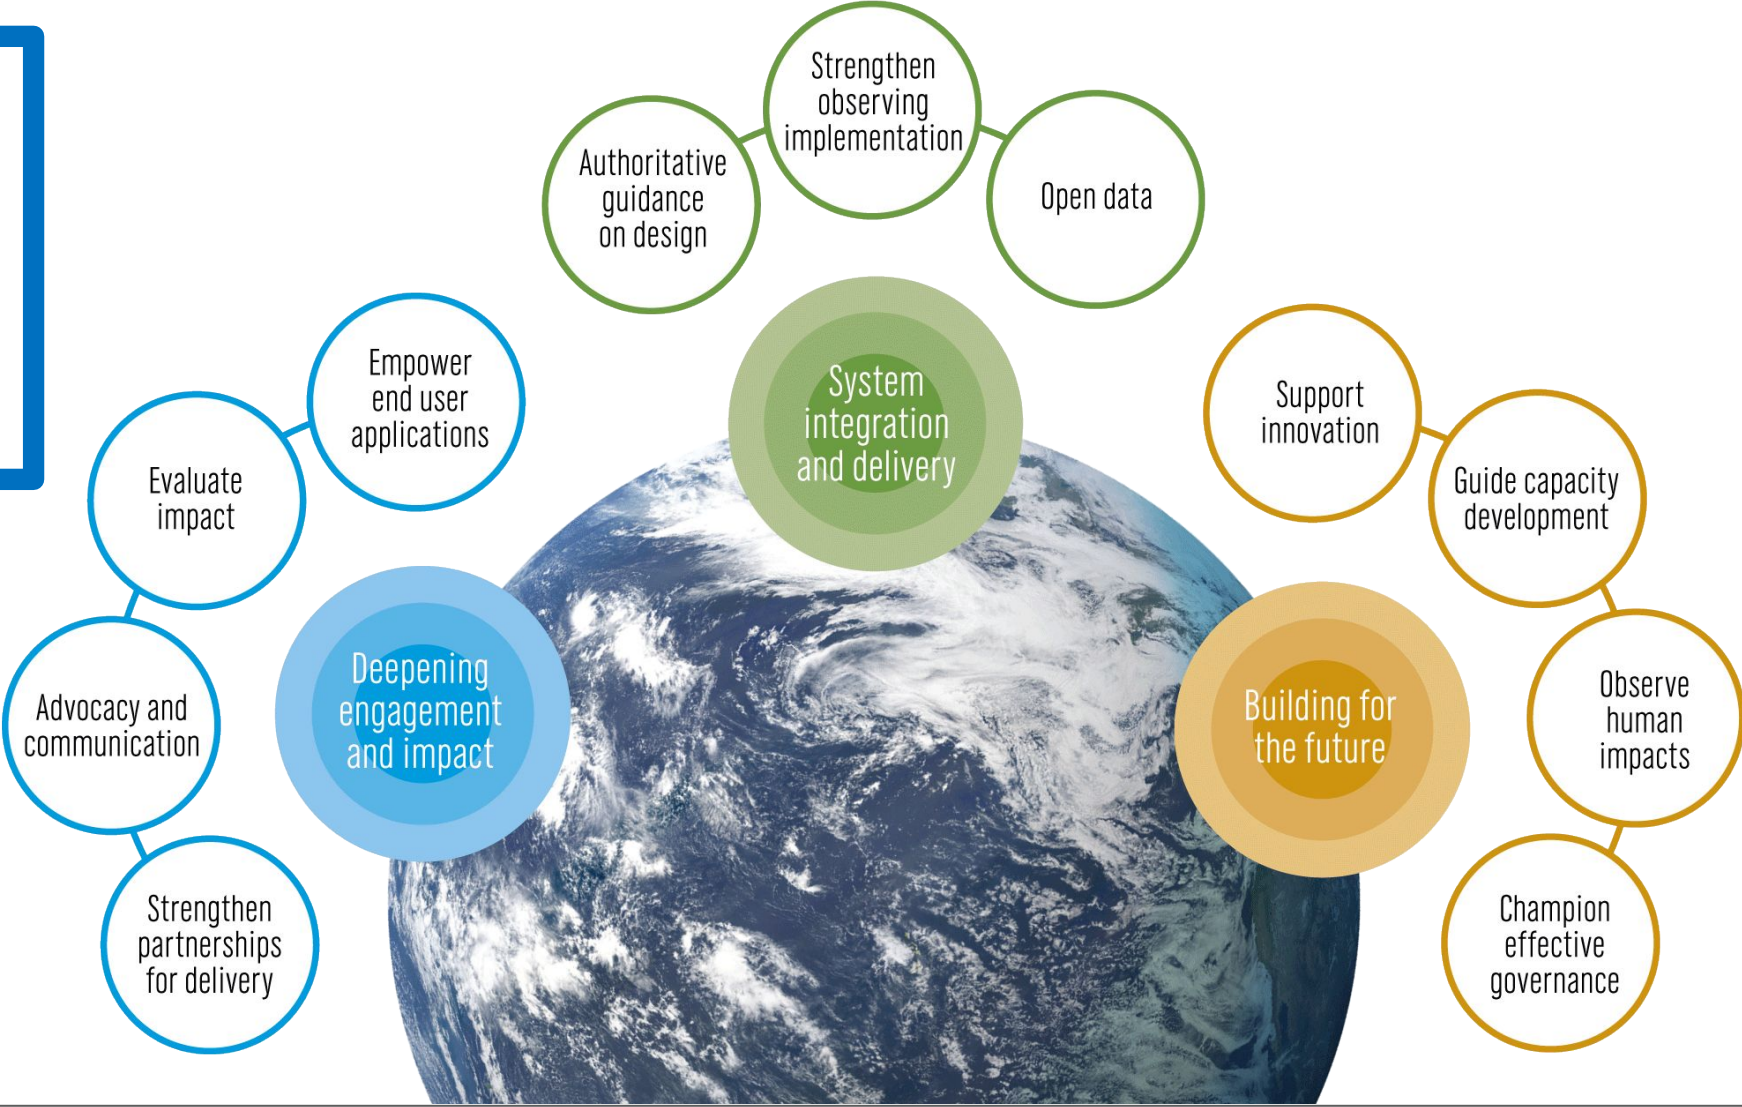 Strengthen
observing
implementation
Authoritative
guidance
on design
Open data
System
integration
and delivery
Empower
end user
applications
Evaluate
impact
Advocacy and
communication
Strengthen
partnerships
for delivery
Deepening
engagement
and impact
Support
innovation
Guide capacity
development
Observe
human
impacts
Champion
effective
governance
Building for
the future